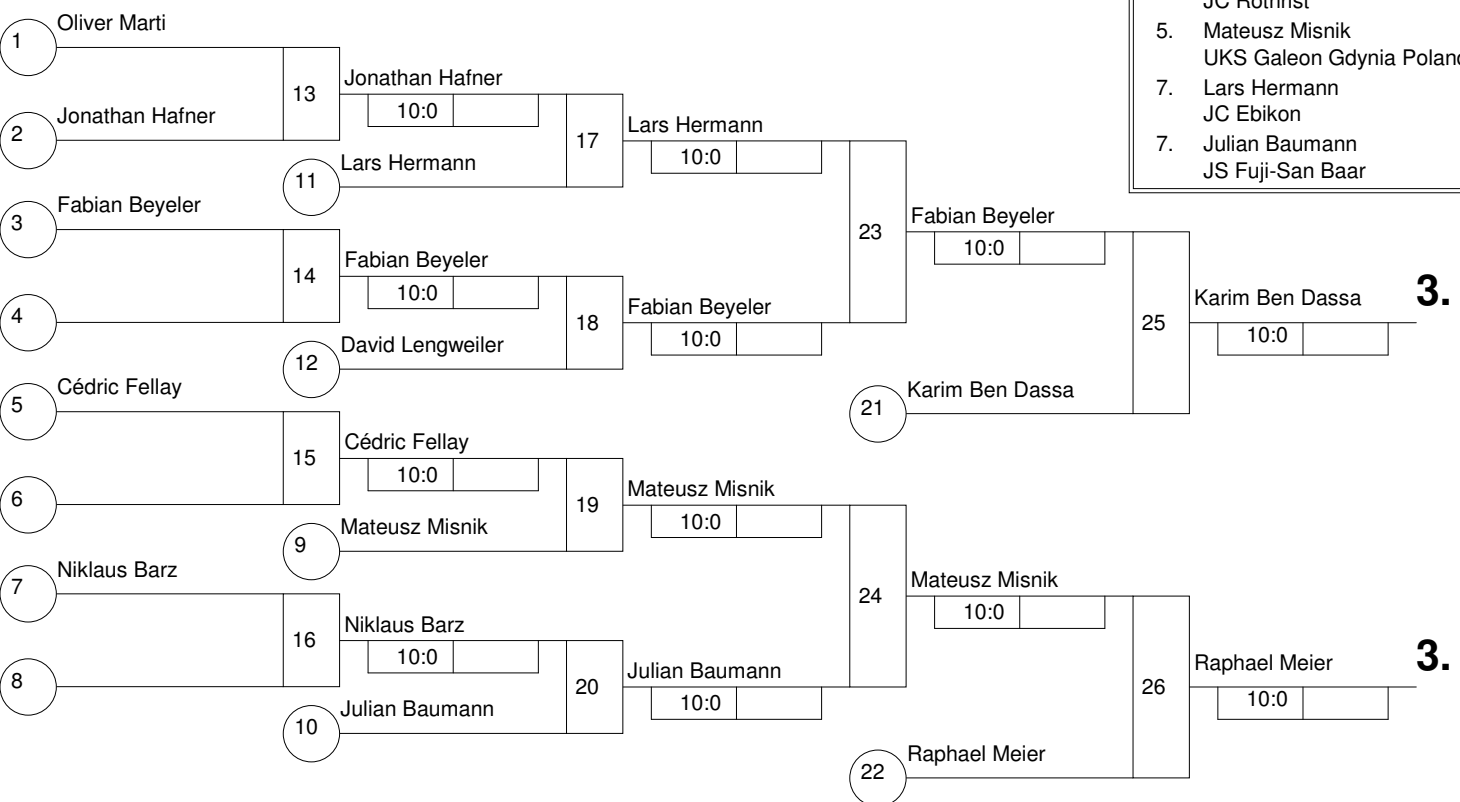 JC Rothrist
5. Mateusz Misnik
UKS Galeon Gdynia Poland
7. Lars Hermann
JC Ebikon
7. Julian Baumann
JS Fuji-San Baar
1 Oliver Marti
13
Jonathan Hafner
10:0
2 Jonathan Hafner
17
Lars Hermann
10:0
11 Lars Hermann
3 Fabian Beyeler
23
Fabian Beyeler
10:0
14
Fabian Beyeler
10:0
4
18
Fabian Beyeler
10:0
12 David Lengweiler
25
Karim Ben Dassa
3.
10:0
5 Cédric Fellay
21 Karim Ben Dassa
15
Cédric Fellay
10:0
6
19
Mateusz Misnik
10:0
9 Mateusz Misnik
7 Niklaus Barz
24
Mateusz Misnik
10:0
16
Niklaus Barz
10:0
8
20
Julian Baumann
10:0
10 Julian Baumann
26
Raphael Meier
3.
10:0
22 Raphael Meier